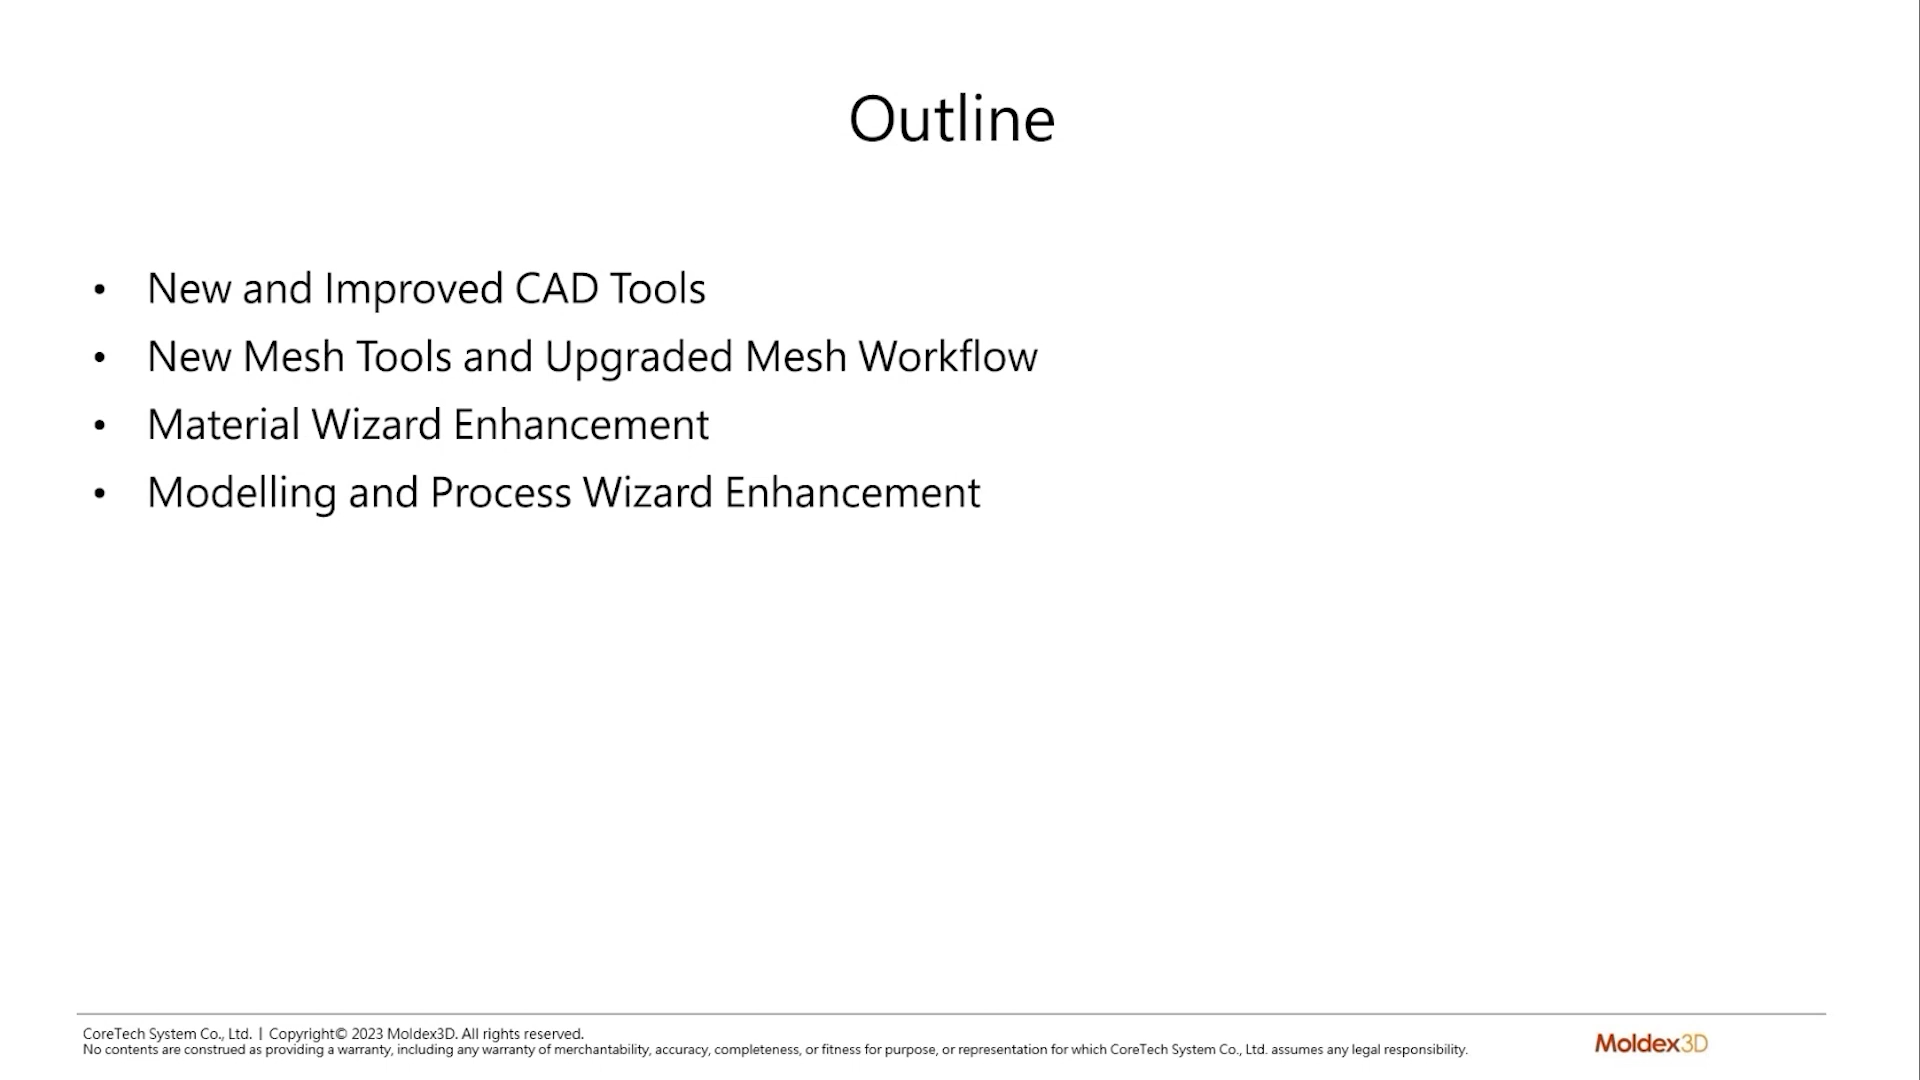 Outline
• New and Improved CAD Tools
• New Mesh Tools and Upgraded Mesh Workflow
• Material Wizard Enhancement
• Modelling and Process Wizard Enhancement
CoreTech System Co., Ltd. | Copyright© 2023 Moldex3D. All rights reserved.
No contents are construed as providing a warranty, including any warranty of merchantability, accuracy, completeness, or fitness for purpose, or representation for which CoreTech System Co., Ltd. assumes any legal responsibility.
Moldex3D